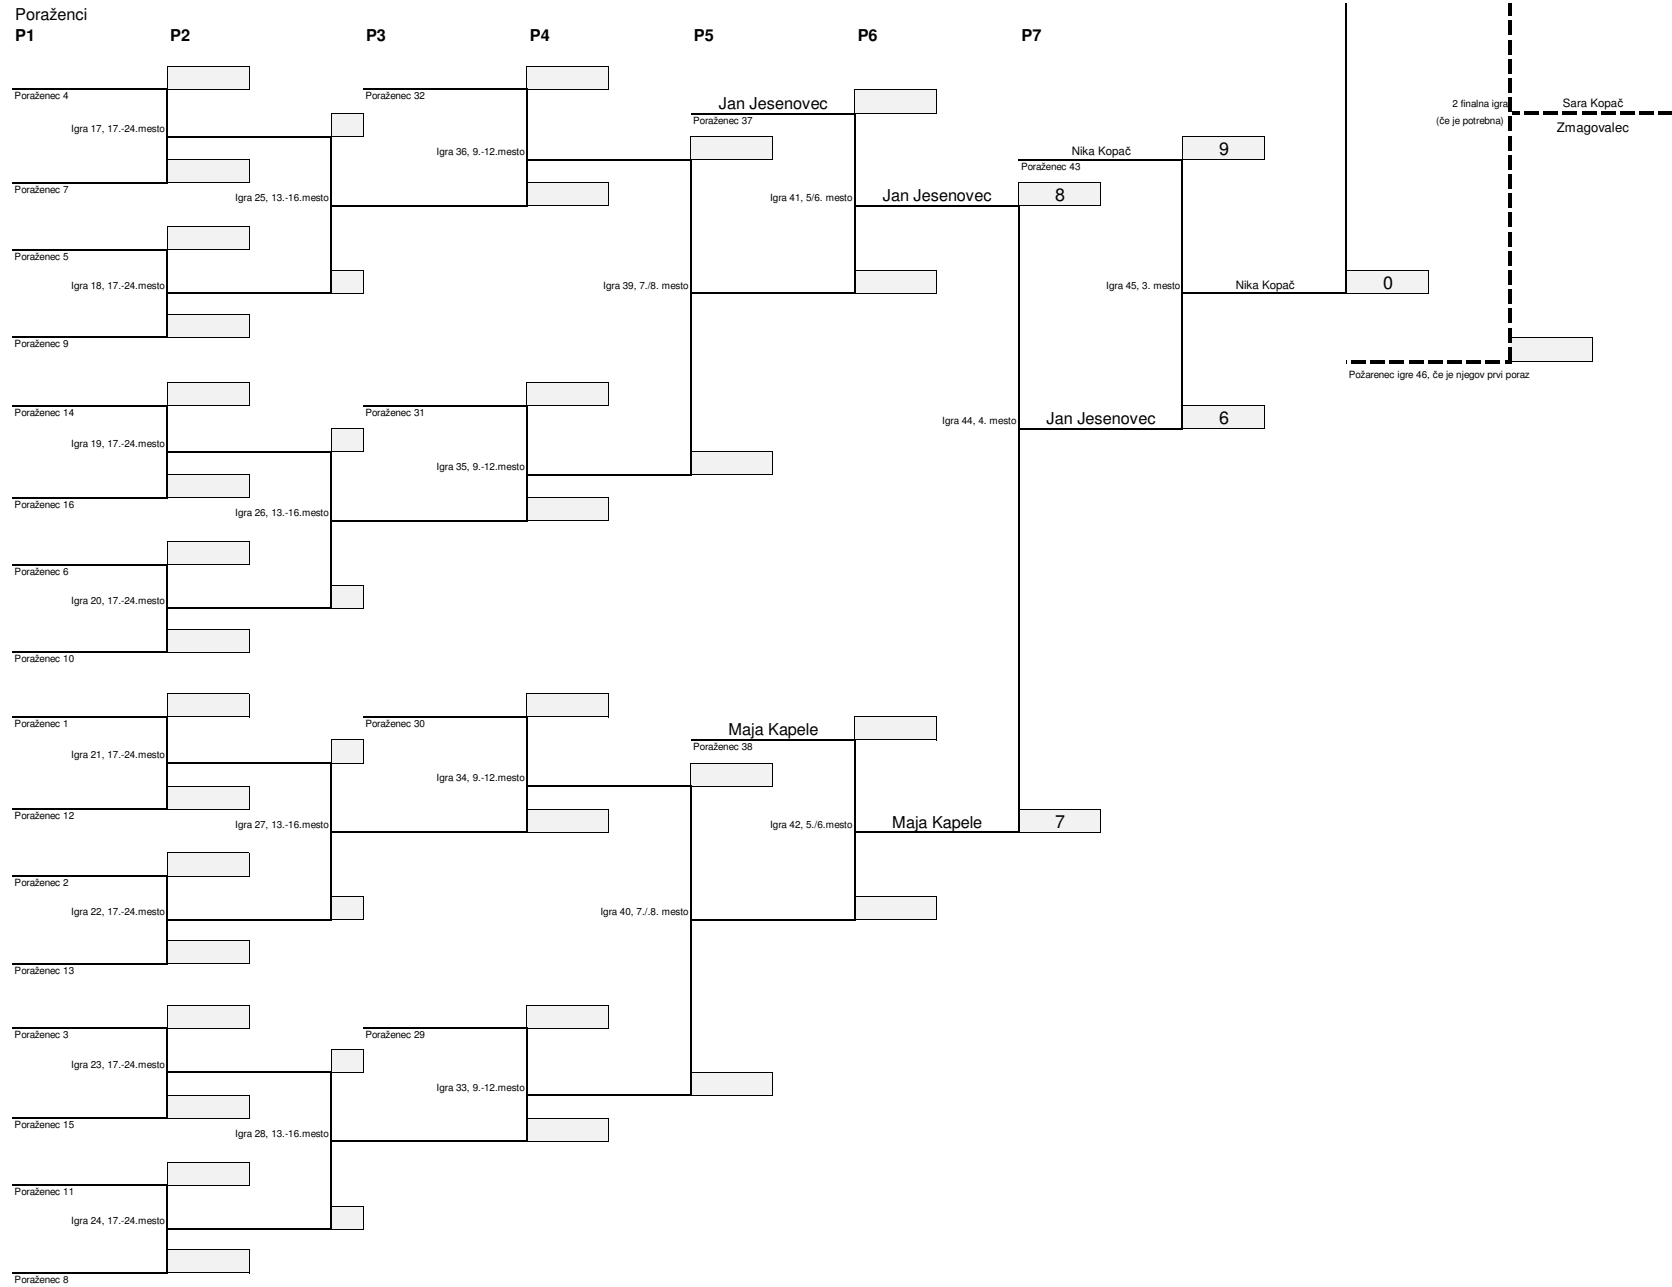 Poraženci
P1 P2 P3 P4 P5 P6 P7
Poraženec 4
Igra 17, 17.-24.mesto
Poraženec 7
Igra 25, 13.-16.mesto
Poraženec 5
Igra 18, 17.-24.mesto
Poraženec 9
Poraženec 14
Igra 19, 17.-24.mesto
Poraženec 16
Igra 26, 13.-16.mesto
Poraženec 6
Igra 20, 17.-24.mesto
Poraženec 10
Poraženec 1
Igra 21, 17.-24.mesto
Poraženec 12
Igra 27, 13.-16.mesto
Poraženec 2
Igra 22, 17.-24.mesto
Poraženec 13
Poraženec 3
Igra 23, 17.-24.mesto
Poraženec 15
Igra 28, 13.-16.mesto
Poraženec 11
Igra 24, 17.-24.mesto
Poraženec 8
Poraženec 32
Igra 36, 9.-12.mesto
Poraženec 31
Igra 35, 9.-12.mesto
Poraženec 30
Igra 34, 9.-12.mesto
Poraženec 29
Igra 33, 9.-12.mesto
Igra 39, 7./8. mesto
Igra 40, 7./.8. mesto
Jan Jesenovec
Poraženec 37
Igra 41, 5/6. mesto
Maja Kapele
Poraženec 38
Igra 42, 5./6.mesto
Jan Jesenovec 8
Igra 44, 4. mesto
Maja Kapele 7
Nika Kopač 9
Poraženec 43
Igra 45, 3. mesto
Jan Jesenovec 6
Nika Kopač 0
2 finalna igra
(če je potrebna)
Sara Kopač
Zmagovalec
Požarenec igre 46, če je njegov prvi poraz